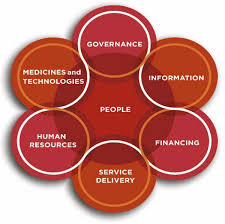 GOVERNANCE
MEDICINES and
TECHNOLOGIES
INFORMATION
PEOPLE
HUMAN
RESOURCES
FINANCING
SERVICE
DELIVERY